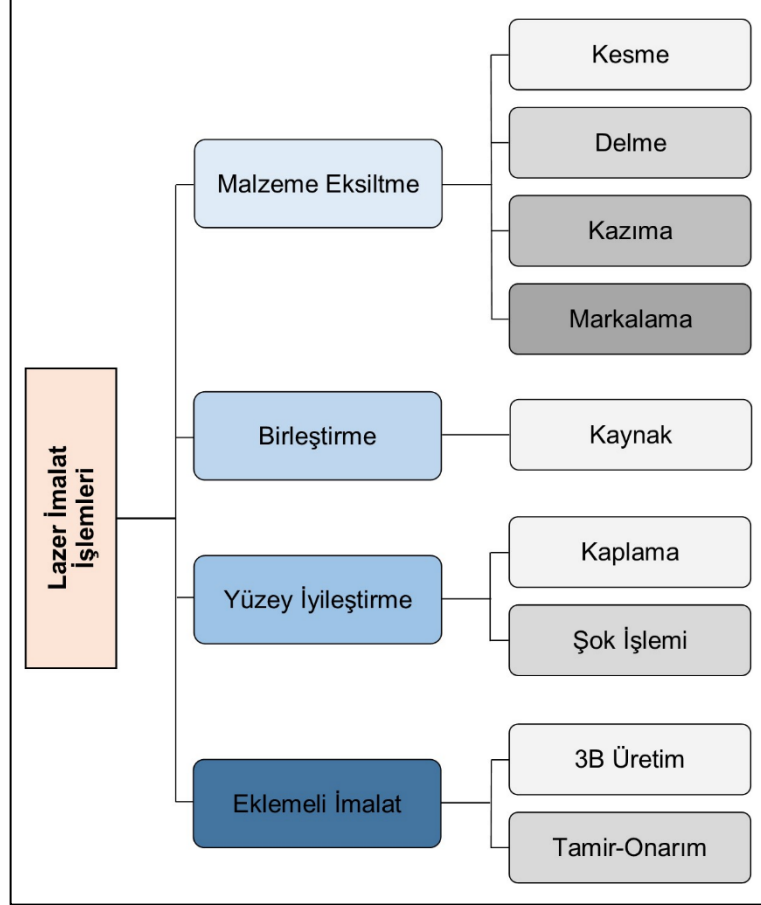 Lazer İmalat
İşlemleri
Malzeme Eksiltme
Kesme
Delme
Kazıma
Markalama
Birleştirme
Kaynak
Yüzey İyileştirme
Kaplama
Şok İşlemi
Eklemeli İmalat
3B Üretim
Tamir-Onarım